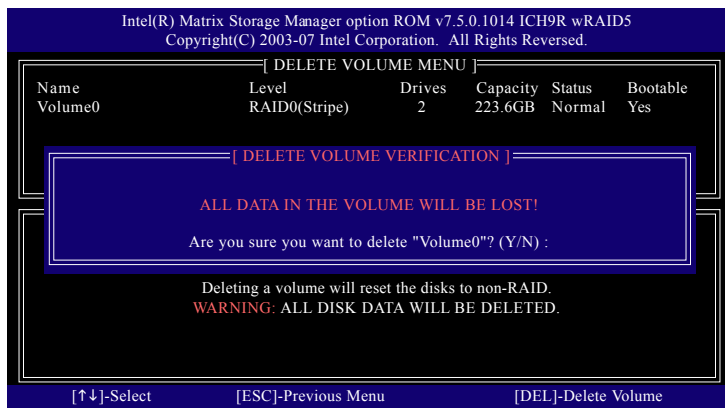 Intel(R) Matrix Storage Manager option ROM v7.5.0.1014 ICH9R wRAID5
Copyright(C) 2003-07 Intel Corporation.  All Rights Reversed.
[ DELETE VOLUME MENU ]
Name Level Drives Capacity Status Bootable
Volume0 RAID0(Stripe) 2 223.6GB Normal Yes
[ DELETE VOLUME VERIFICATION ]
ALL DATA IN THE VOLUME WILL BE LOST!
Are you sure you want to delete "Volume0"? (Y/N) :
Deleting a volume will reset the disks to non-RAID.
WARNING: ALL DISK DATA WILL BE DELETED.
[↑↓]-Select [ESC]-Previous Menu [DEL]-Delete Volume